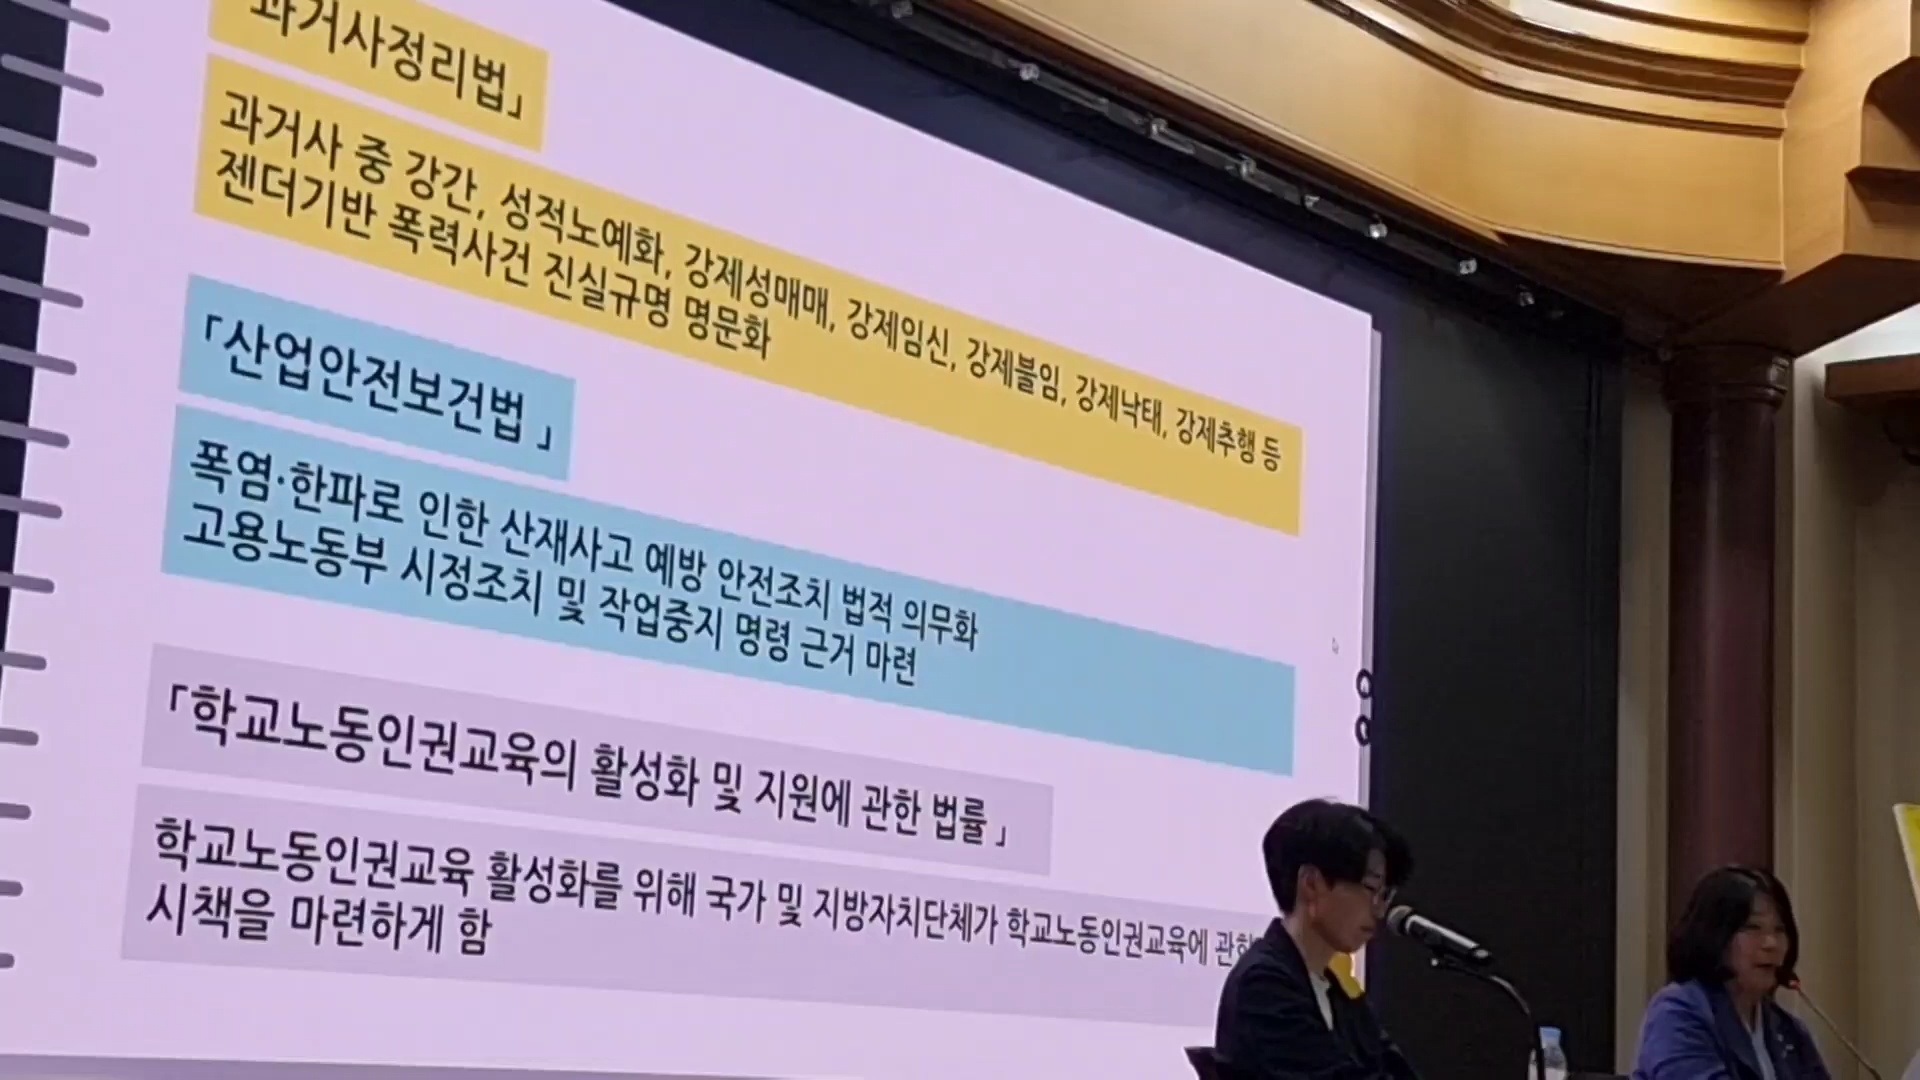 과거사정리법」
과거사 중 강간, 성적노예화, 강제성매매, 강제임신, 강제불임, 강제낙태, 강제추행 등
젠더기반 폭력사건 진실규명 명문화
「산업안전보건법 」
폭염·한파로 인한 산재사고 예방 안전조치 법적 의무화
고용노동부 시정조치 및 작업중지 명령 근거 마련
「학교노동인권교육의 활성화 및 지원에 관한 법률 」
학교노동인권교육 활성화를 위해 국가 및 지방자치단체가 학교노동인권교육에 관한
시책을 마련하게 함